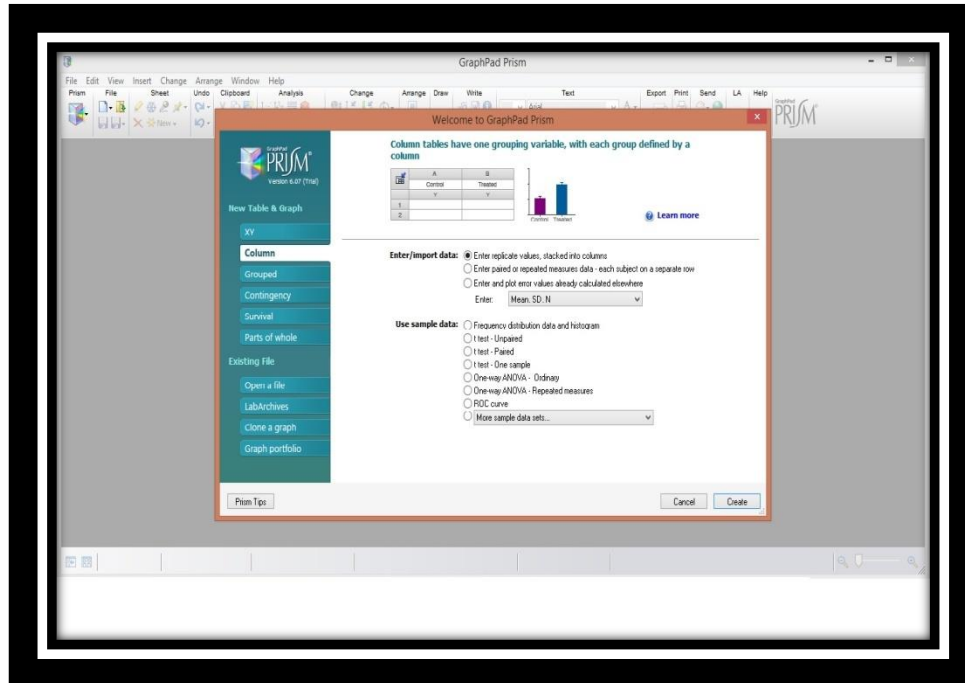 GraphPad Prism
File Edit View Insert Change Arrange Window Help
Prism File Sheet Undo Clipboard Analysis Change Arrange Draw Write Text Export Print Send LA Help
New
Arial
GraphPad
PRISM
Welcome to GraphPad Prism
GraphPad
PRISM
Version 6.07 (Trial)
New Table & Graph
XY
Column
Grouped
Contingency
Survival
Parts of whole
Existing File
Open a file
LabArchives
Clone a graph
Graph portfolio
Column tables have one grouping variable, with each group defined by a
column
A B
Control Treated
Y Y
1
2
Control Treated
Learn more
Enter/import data: Enter replicate values, stacked into columns
Enter paired or repeated measures data - each subject on a separate row
Enter and plot error values already calculated elsewhere
Enter: Mean, SD, N
Use sample data: Frequency distribution data and histogram
t test - Unpaired
t test - Paired
t test - One sample
One-way ANOVA - Ordinary
One-way ANOVA - Repeated measures
ROC curve
More sample data sets...
Prism Tips
Cancel Create